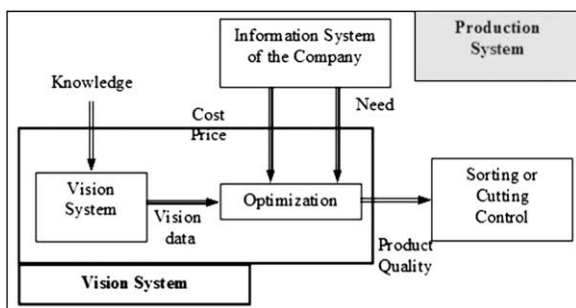 Information System
of the Company
Production
System
Knowledge
Cost
Price
Need
Vision
System
Vision
data
Optimization
Sorting or
Cutting
Control
Product
Quality
Vision System